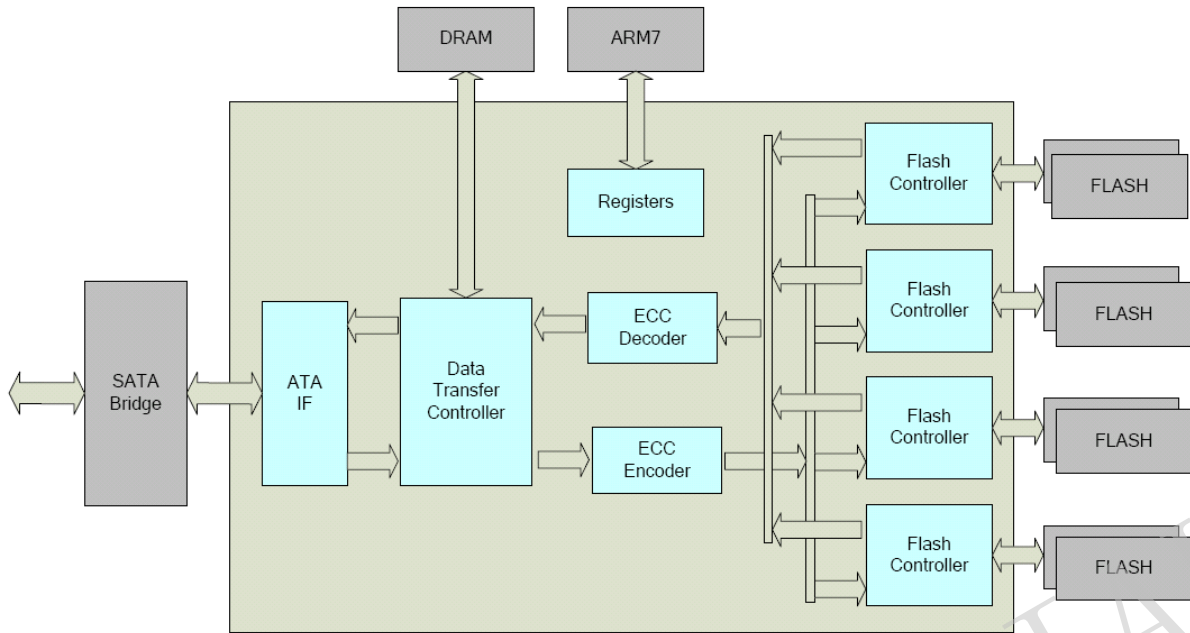 DRAM
ARM7
Flash
Controller
FLASH
Registers
Flash
Controller
FLASH
SATA
Bridge
ATA
IF
Data
Transfer
Controller
ECC
Decoder
ECC
Encoder
Flash
Controller
FLASH
Flash
Controller
FLASH